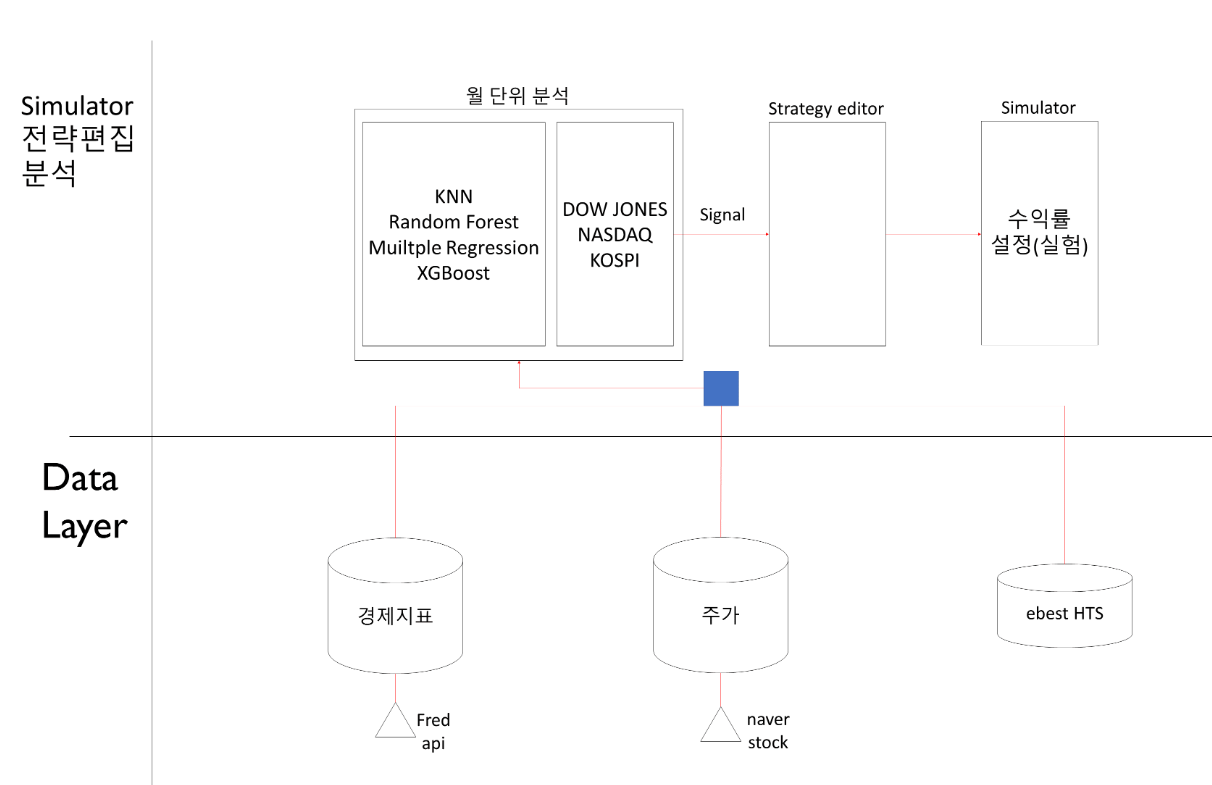 Simulator
전략편집
분석
월 단위 분석
KNN
Random Forest
Muiltple Regression
XGBoost
DOW JONES
NASDAQ
KOSPI
Signal
Strategy editor
Simulator
수익률
설정(실험)
Data
Layer
경제지표
주가
ebest HTS
Fred
api
naver
stock